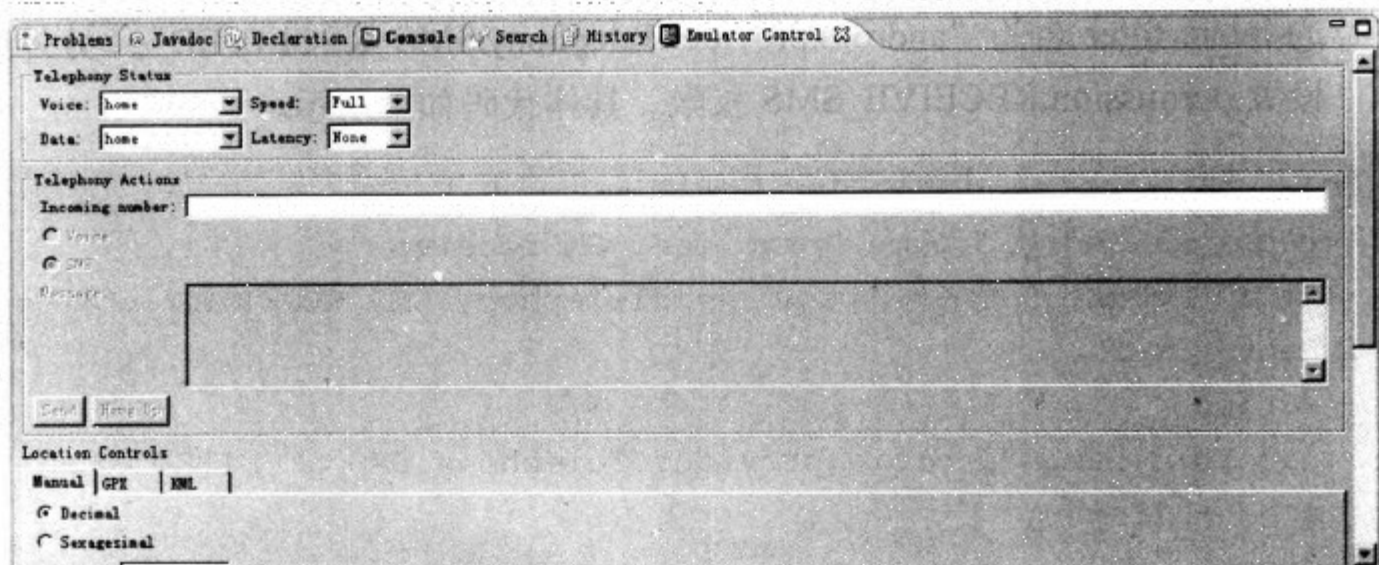 Problems Javadoc Declaration Console Search History Emulator Control
Telephony Status
Voice: home Speed: Full
Data: home Latency: None
Telephony Actions
Incoming number:
Voice
SMS
Message:
Send Hang Up
Location Controls
Manual GPX KML
Decimal
Sexagesimal